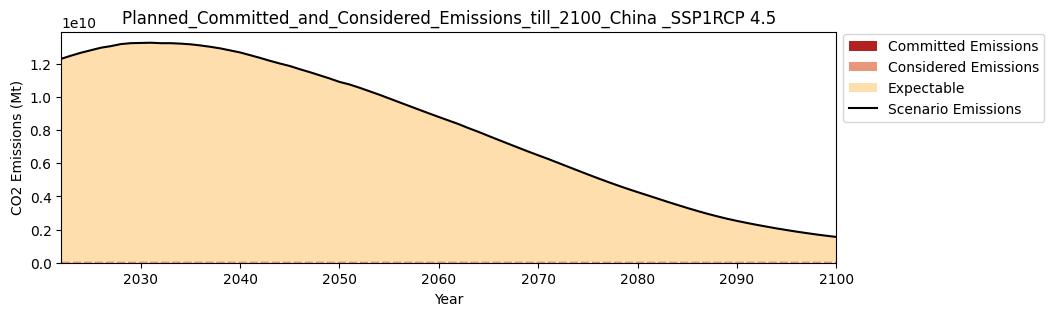 Planned_Committed_and_Considered_Emissions_till_2100_China _SSP1RCP 4.5
1e10
CO2 Emissions (Mt)
1.2
1.0
0.8
0.6
0.4
0.2
0.0
2030 2040 2050 2060 2070 2080 2090 2100
Year
Committed Emissions
Considered Emissions
Expectable
Scenario Emissions